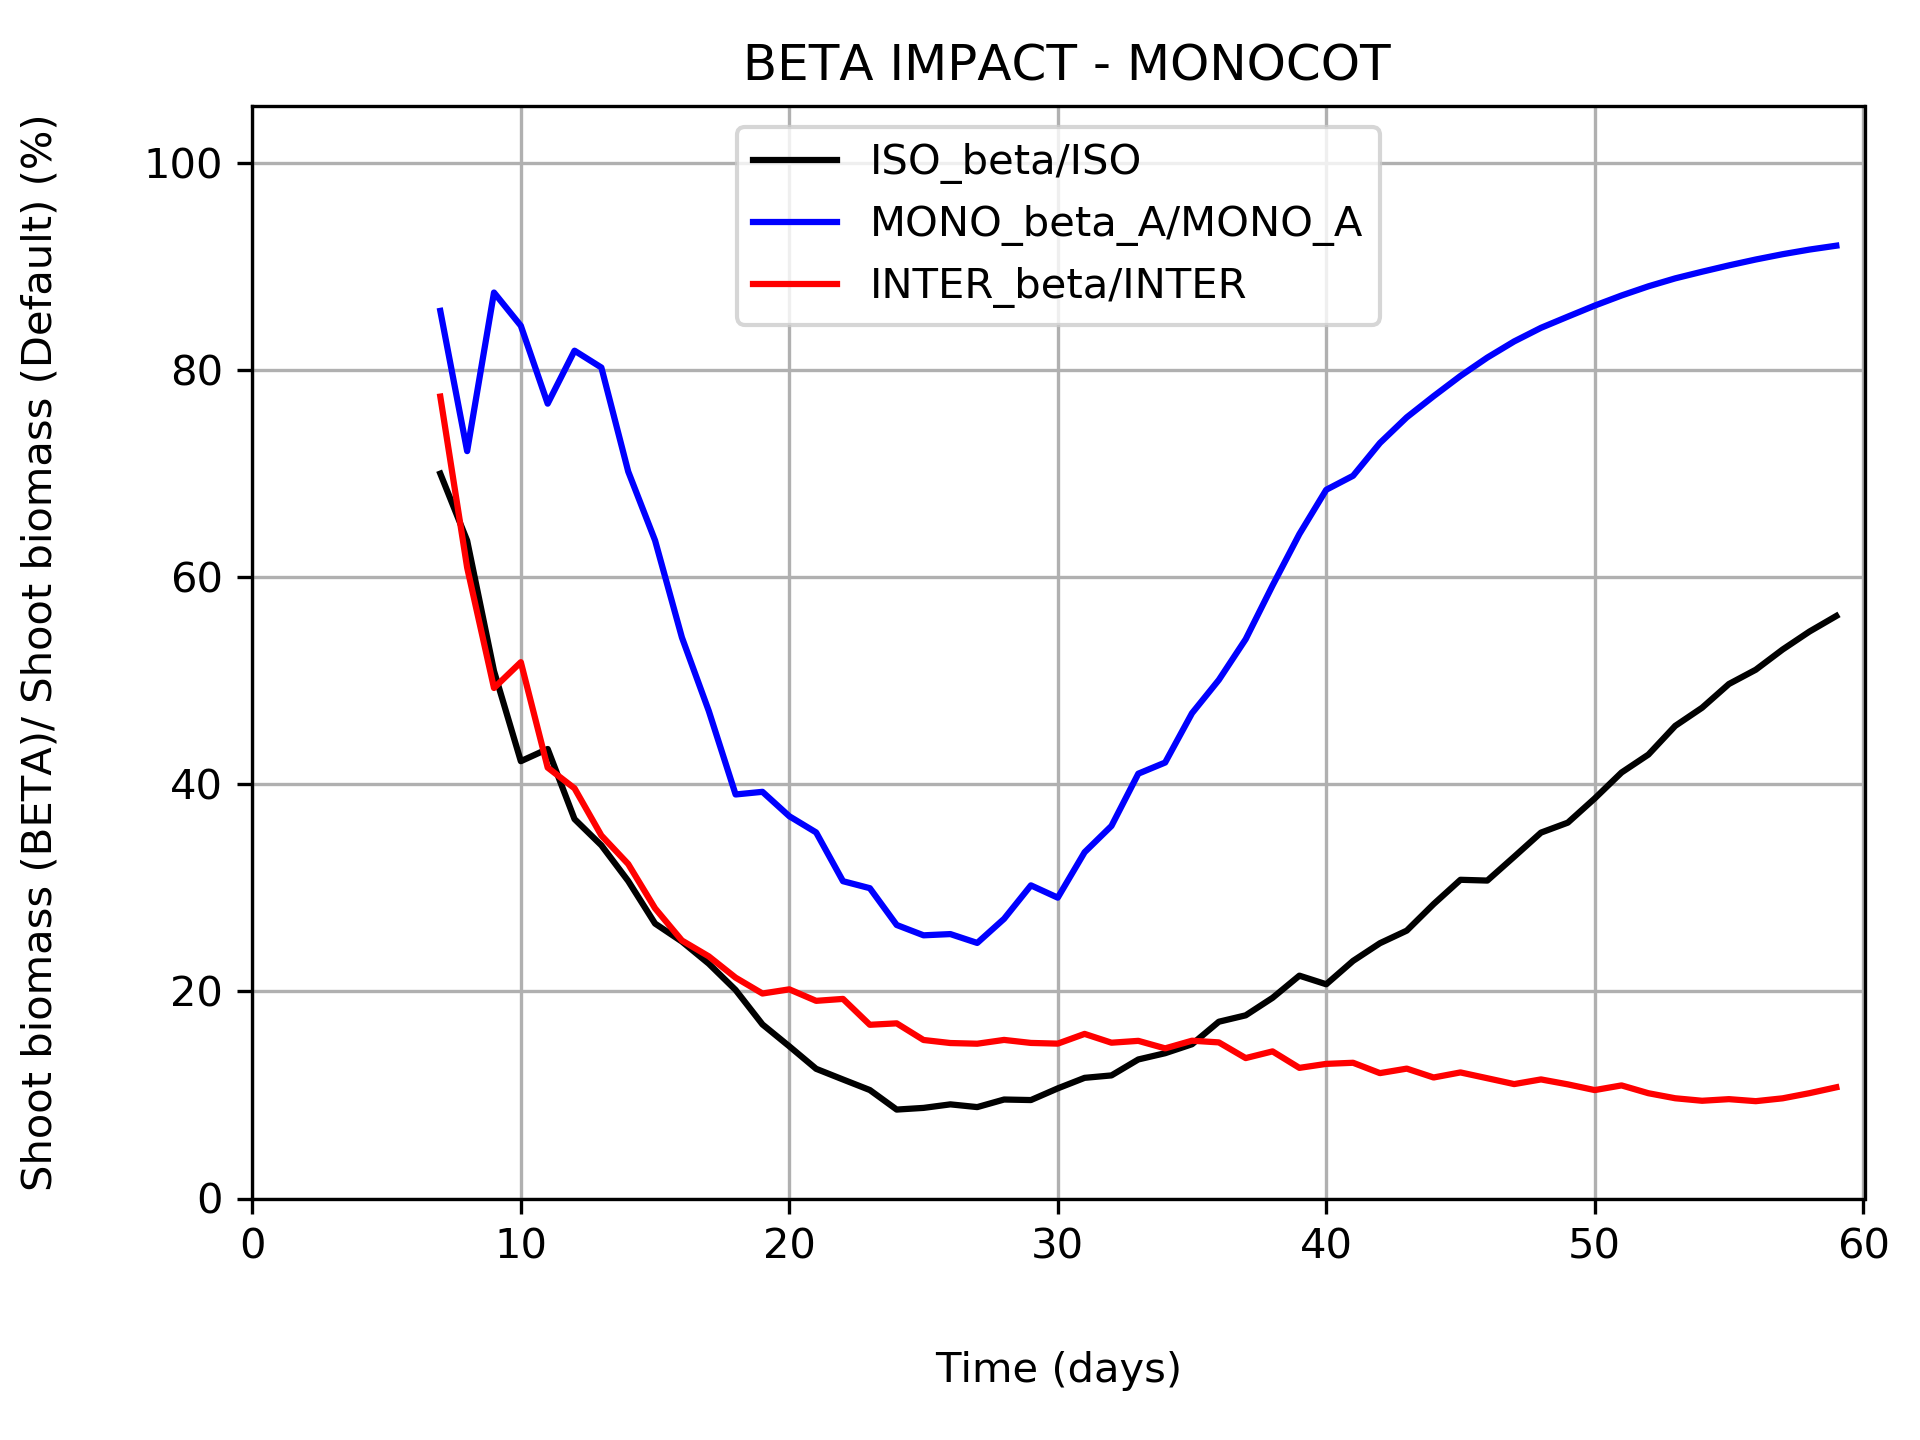 BETA IMPACT - MONOCOT
Shoot biomass (BETA)/ Shoot biomass (Default) (%)
100
80
60
40
20
0
ISO_beta/ISO
MONO_beta_A/MONO_A
INTER_beta/INTER
0 10 20 30 40 50 60
Time (days)